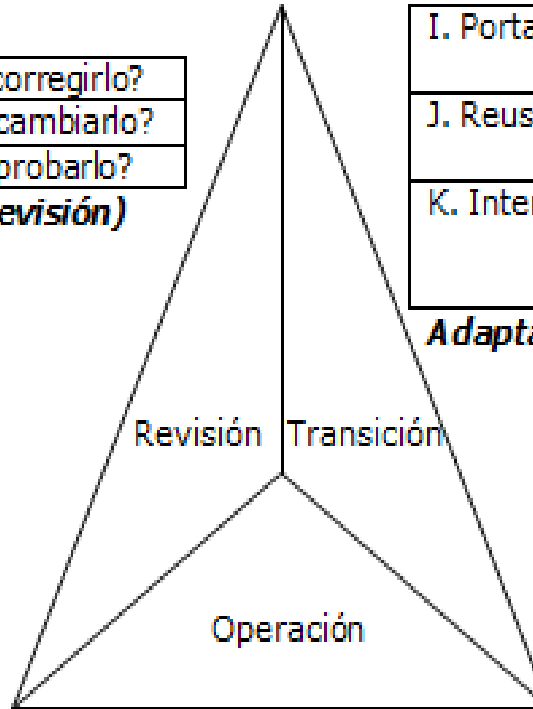 corregirlo?
cambiarlo?
probarlo?
evisión)
I. Porta
J. Reus
K. Inter
Adapta
Revisión
Transición
Operación